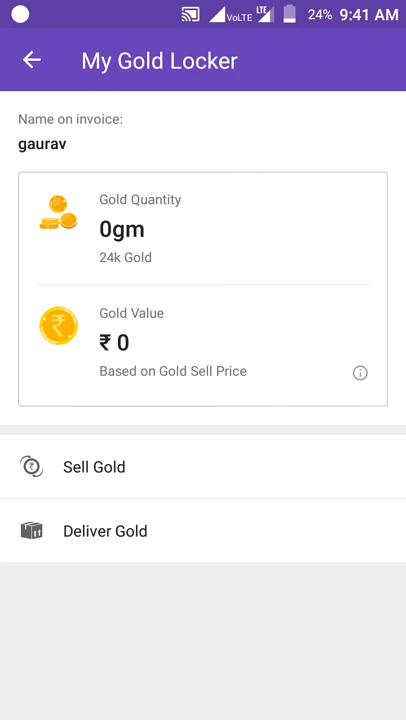 VoLTE LTE 24% 9:41 AM
My Gold Locker
Name on invoice:
gaurav
Gold Quantity
0gm
24k Gold
Gold Value
₹ 0
Based on Gold Sell Price
Sell Gold
Deliver Gold